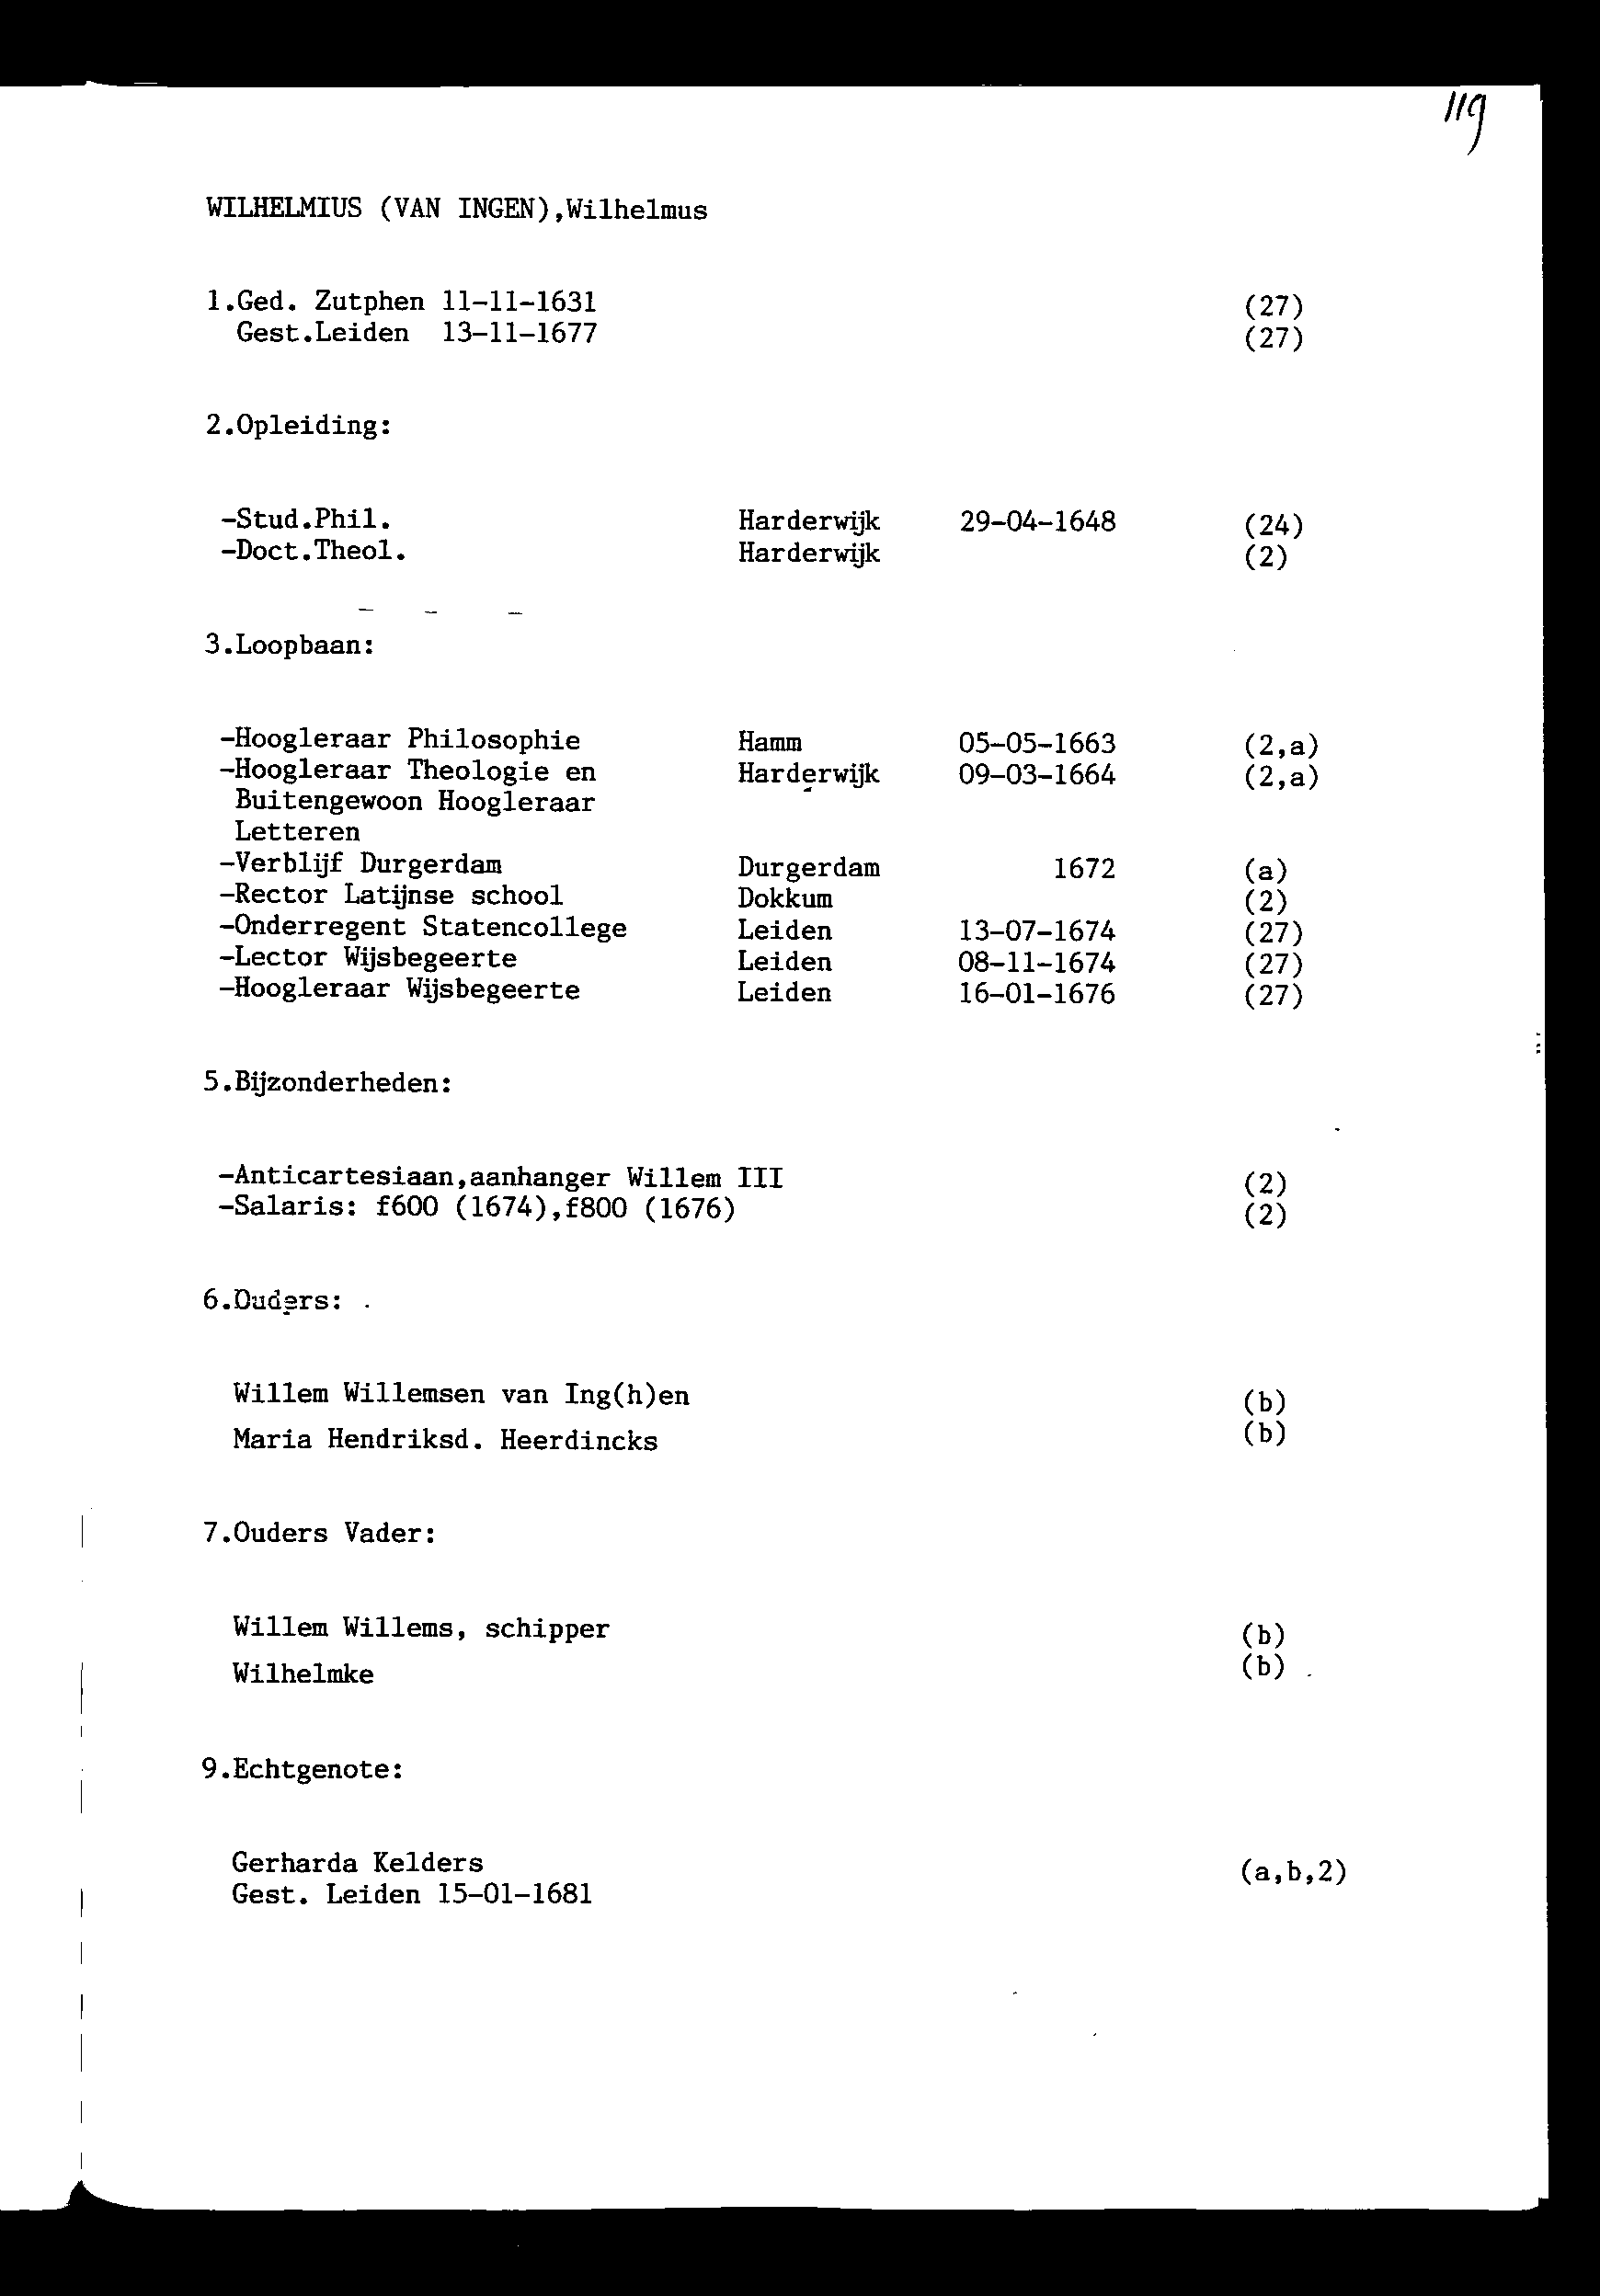 119
WILHELMIUS (VAN INGEN),Wilhelmus
1.Ged. Zutphen 11-11-1631 (27)
Gest.Leiden 13-11-1677 (27)
2.Opleiding:
-Stud.Phil. Harderwijk 29-04-1648 (24)
-Doct.Theol. Harderwijk (2)
3.Loopbaan:
-Hoogleraar Philosophie Hamm 05-05-1663 (2,a)
-Hoogleraar Theologie en Harderwijk 09-03-1664 (2,a)
Buitengewoon Hoogleraar
Letteren
-Verblijf Durgerdam Durgerdam 1672 (a)
-Rector Latijnse school Dokkum (2)
-Onderregent Statencollege Leiden 13-07-1674 (27)
-Lector Wijsbegeerte Leiden 08-11-1674 (27)
-Hoogleraar Wijsbegeerte Leiden 16-01-1676 (27)
5.Bijzonderheden:
-Anticartesiaan,aanhanger Willem III (2)
-Salaris: f600 (1674),f800 (1676) (2)
6.Ouders:
Willem Willemsen van Ing(h)en (b)
Maria Hendriksd. Heerdincks (b)
7.Ouders Vader:
Willem Willems, schipper (b)
Wilhelmke (b)
9.Echtgenote:
Gerharda Kelders (a,b,2)
Gest. Leiden 15-01-1681